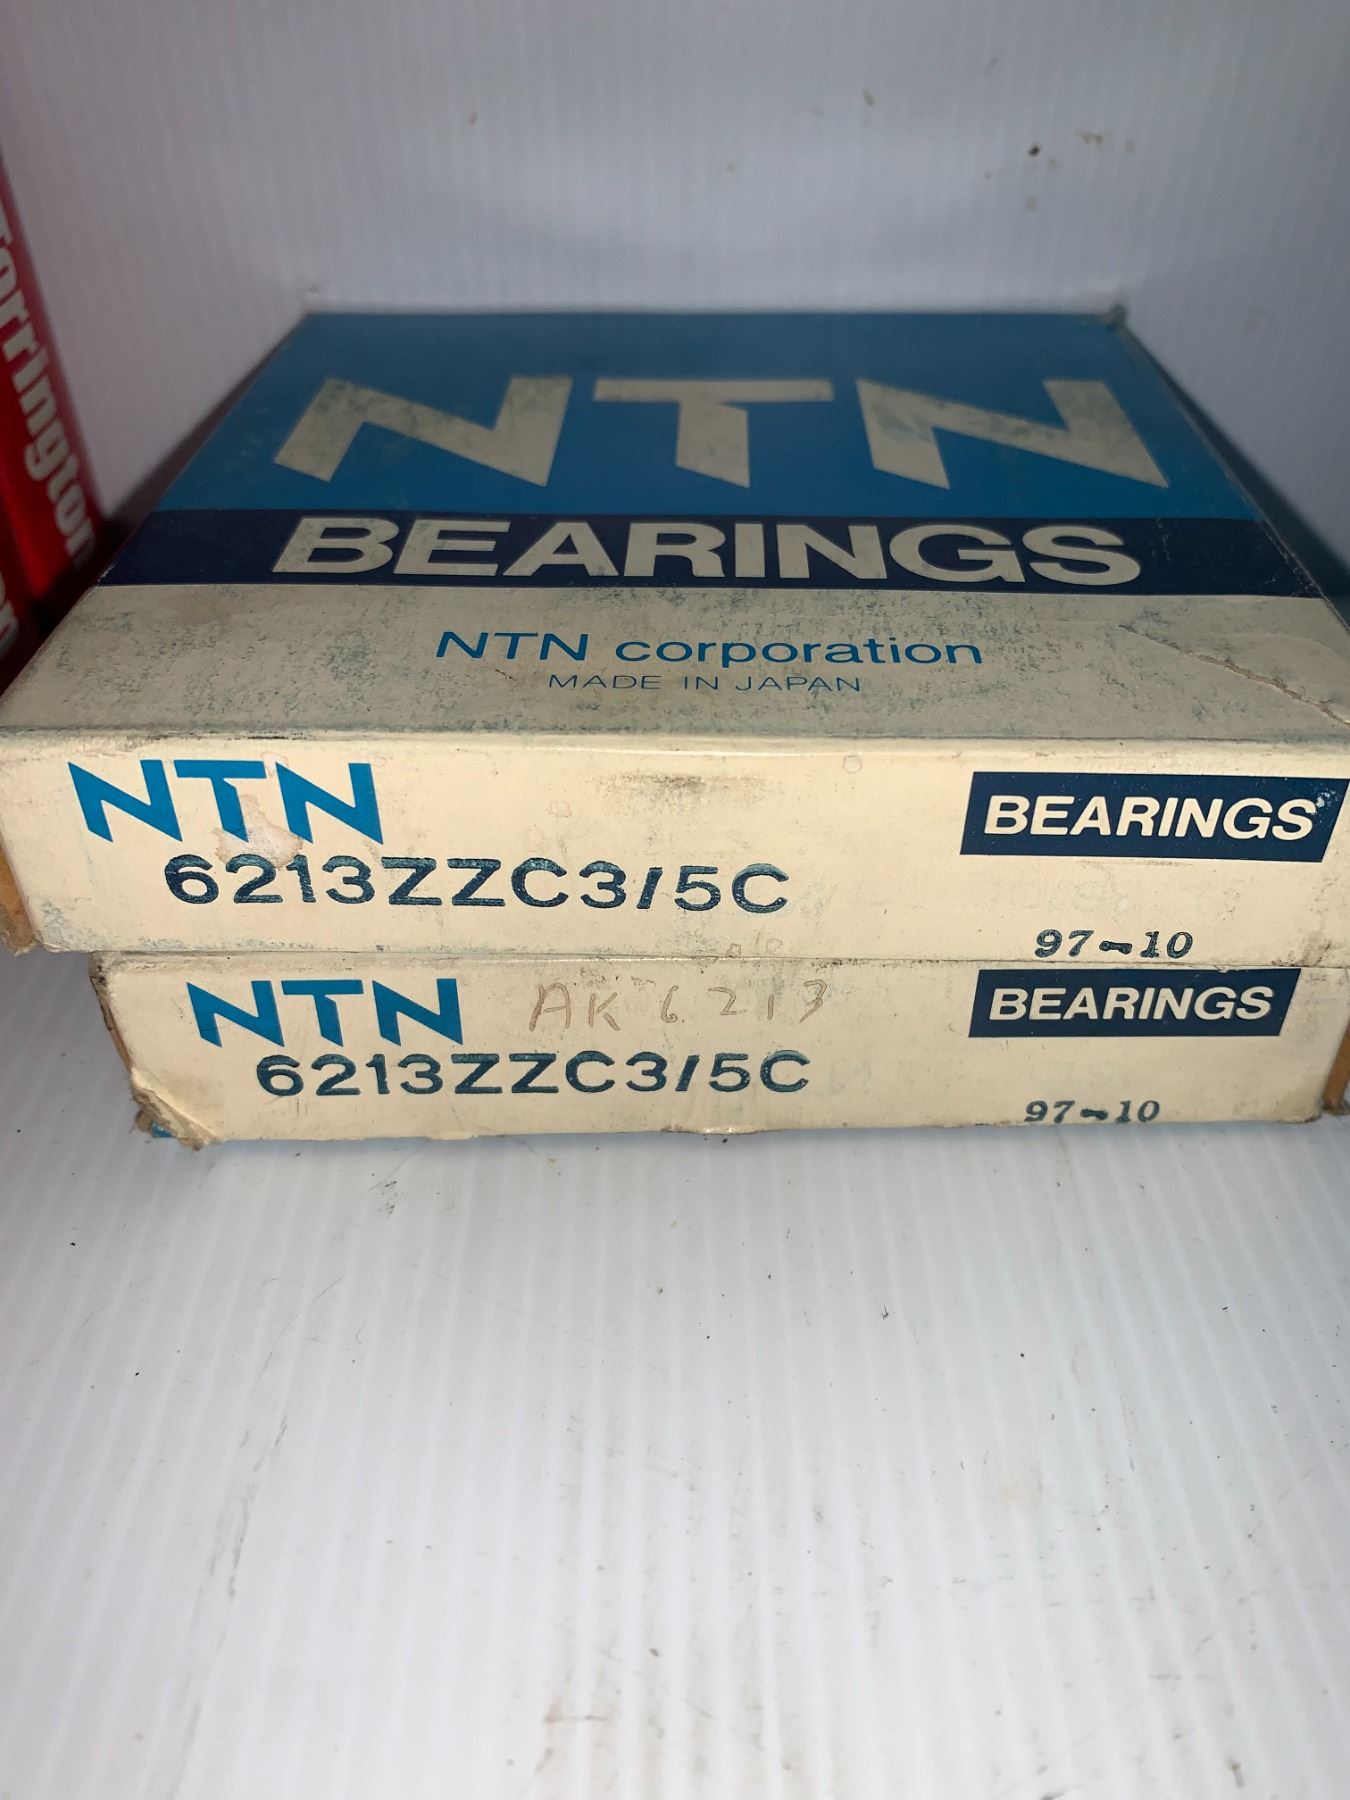 Torrington
NTN
BEARINGS
NTN corporation
MADE IN JAPAN
NTN
BEARINGS
6213ZZC3/5C
97-10
NTN
AK 6213
BEARINGS
6213ZZC3/5C
97-10